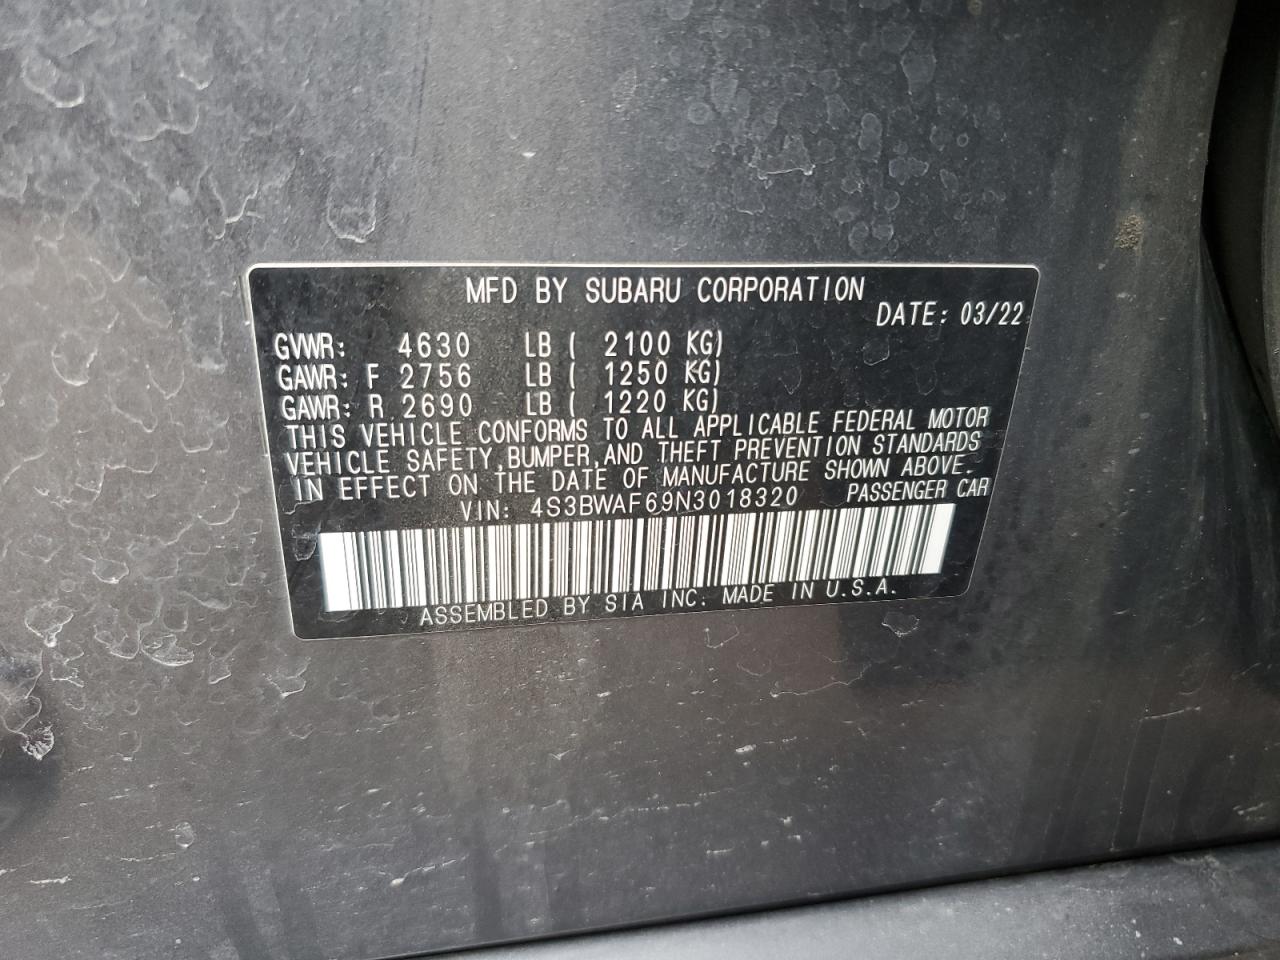 MFD BY SUBARU CORPORATION
DATE: 03/22
GVWR: 4630 LB ( 2100 KG)
GAWR: F 2756 LB ( 1250 KG)
GAWR: R 2690 LB ( 1220 KG)
THIS VEHICLE CONFORMS TO ALL APPLICABLE FEDERAL MOTOR
VEHICLE SAFETY, BUMPER, AND THEFT PREVENTION STANDARDS
IN EFFECT ON THE DATE OF MANUFACTURE SHOWN ABOVE.
VIN: 4S3BWAF69N3018320 PASSENGER CAR
ASSEMBLED BY SIA INC. MADE IN U.S.A.